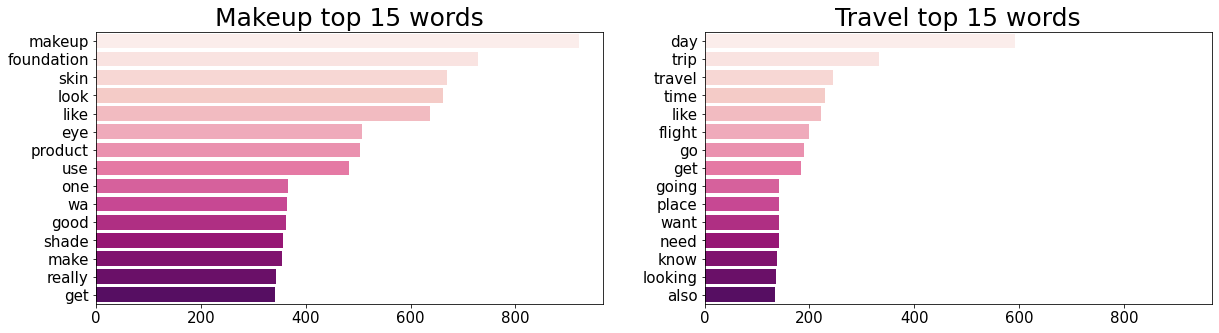 Makeup top 15 words
makeup
foundation
skin
look
like
eye
product
use
one
wa
good
shade
make
really
get
0 200 400 600 800
Travel top 15 words
day
trip
travel
time
like
flight
go
get
going
place
want
need
know
looking
also
0 200 400 600 800